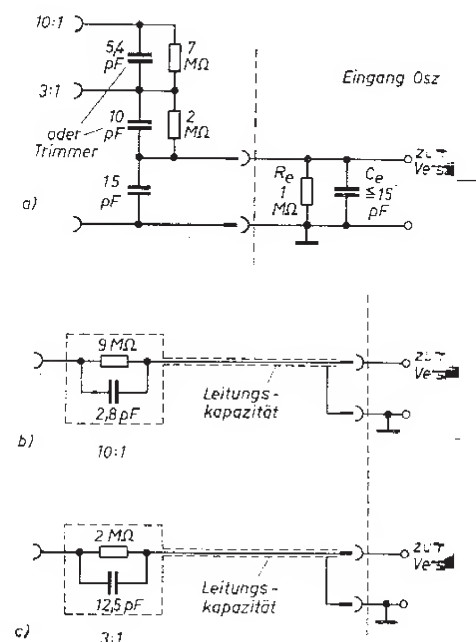 10:1
5,4
pF
7
MΩ
Eingang Osz
3:1
10
pF
2
MΩ
oder
Trimmer
15
pF
Re
1
MΩ
Ce
≤15
pF
a)
9 MΩ
2,8 pF
Leitungs-
kapazität
b)
10:1
2 MΩ
12,5 pF
Leitungs-
kapazität
c)
3:1